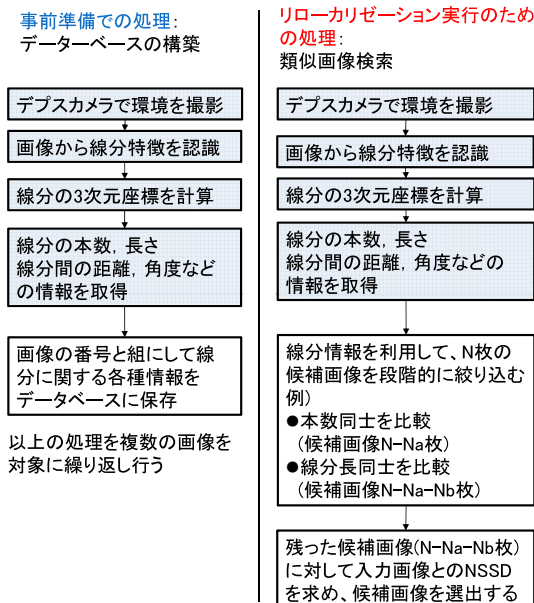 事前準備での処理:
データーベースの構築
デプスカメラで環境を撮影
画像から線分特徴を認識
線分の3次元座標を計算
線分の本数, 長さ
線分間の距離, 角度など
の情報を取得
画像の番号と組にして線
分に関する各種情報を
データベースに保存
以上の処理を複数の画像を
対象に繰り返し行う
リローカリゼーション実行のため
の処理:
類似画像検索
デプスカメラで環境を撮影
画像から線分特徴を認識
線分の3次元座標を計算
線分の本数, 長さ
線分間の距離, 角度などの
情報を取得
線分情報を利用して、N枚の
候補画像を段階的に絞り込む
例)
●本数同士を比較
(候補画像N-Na枚)
●線分長同士を比較
(候補画像N-Na-Nb枚)
残った候補画像(N-Na-Nb枚)
に対して入力画像とのNSSD
を求め、候補画像を選出する